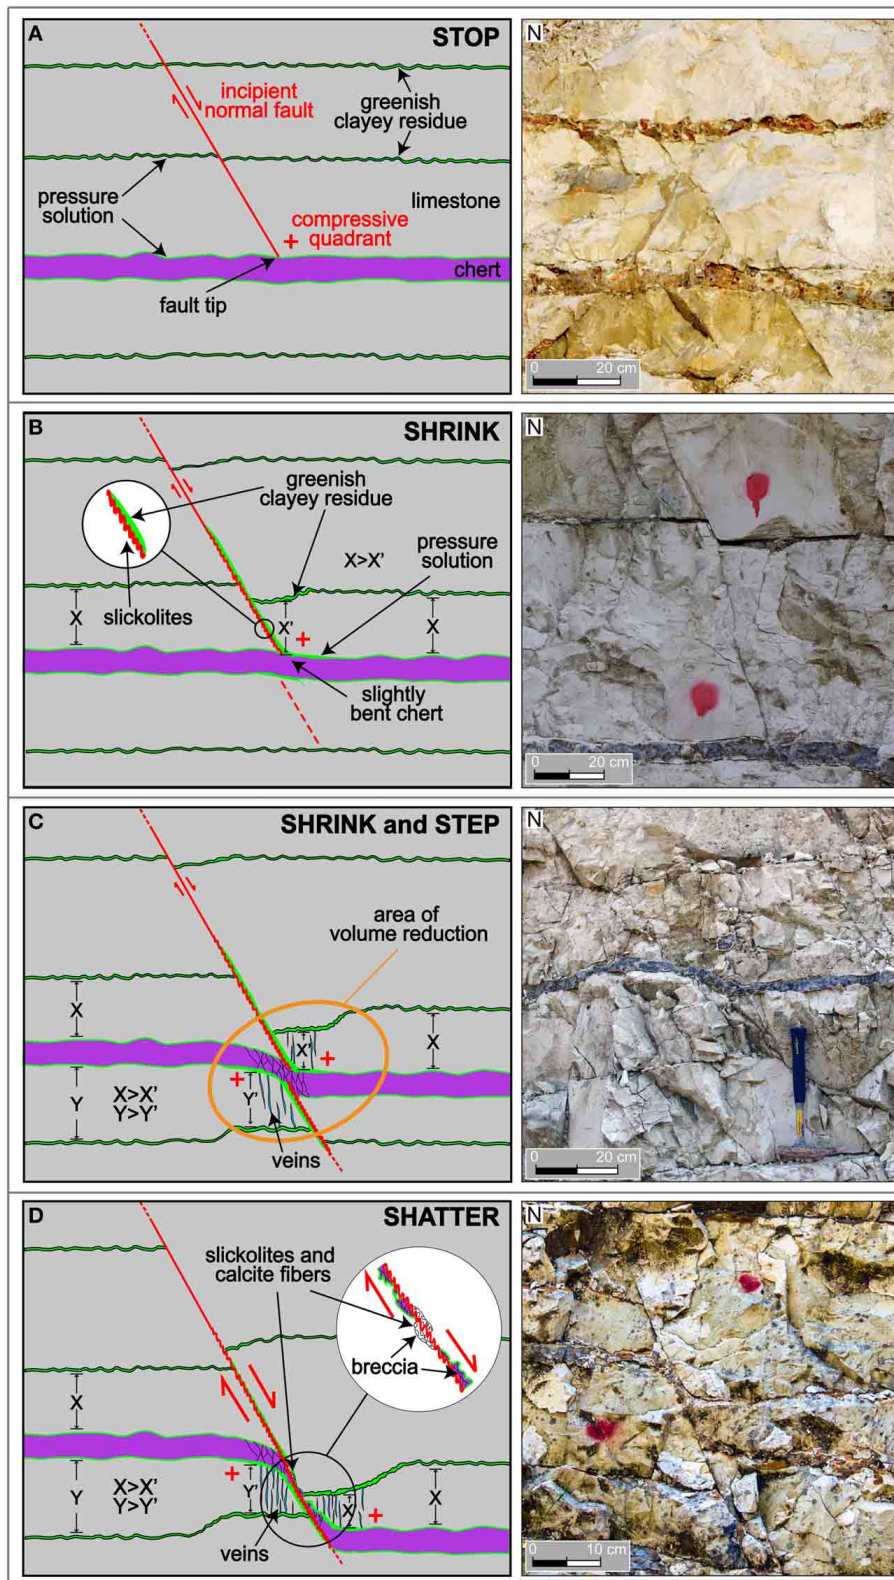 A
STOP
incipient
normal fault
greenish
clayey residue
pressure
solution
limestone
+ compressive
quadrant
chert
fault tip
N
0 20 cm
B
SHRINK
greenish
clayey residue
X>X'
pressure
solution
slickolites
X
X'
+
X
slightly
bent chert
N
0 20 cm
C
SHRINK and STEP
area of
volume reduction
X
X'
+
X
+
Y
X>X'
Y>Y'
Y'
veins
N
0 20 cm
D
SHATTER
slickolites and
calcite fibers
breccia
X
+
Y
X>X'
Y>Y'
Y'
X
+
X
veins
N
0 10 cm